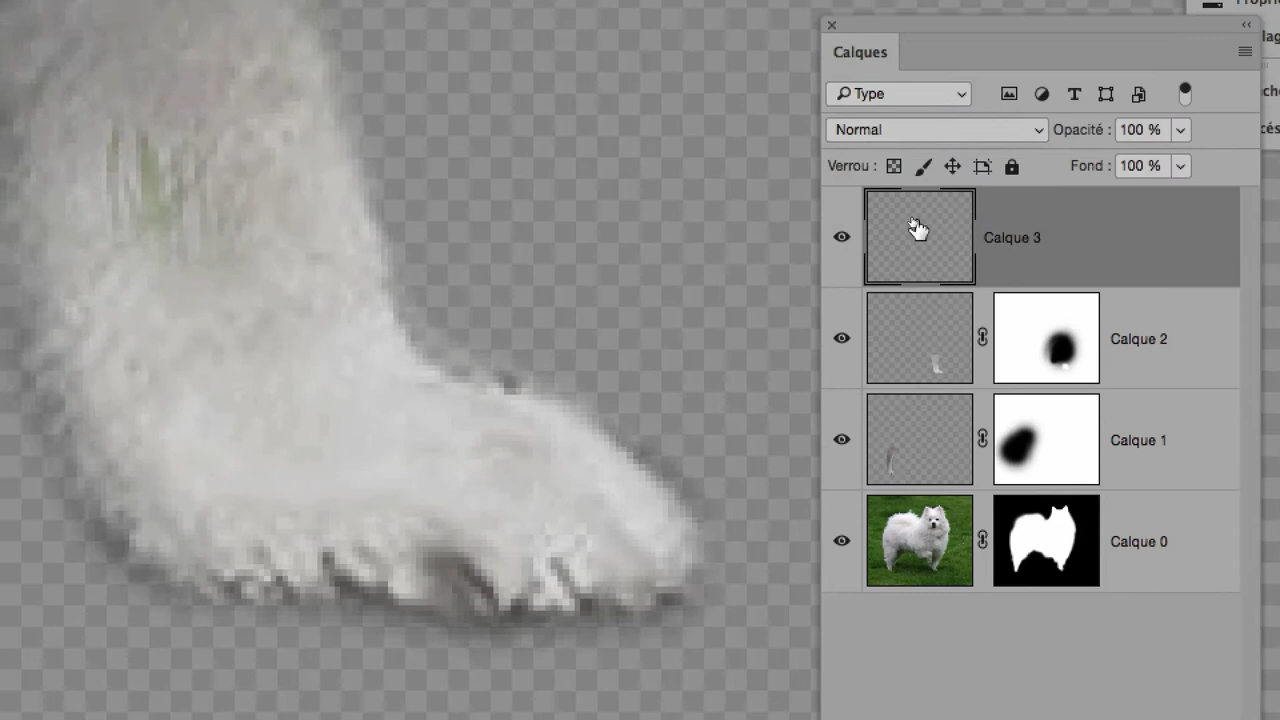 Calques
Type
Normal
Opacité : 100 %
Verrou :
Fond : 100 %
Calque 3
Calque 2
Calque 1
Calque 0